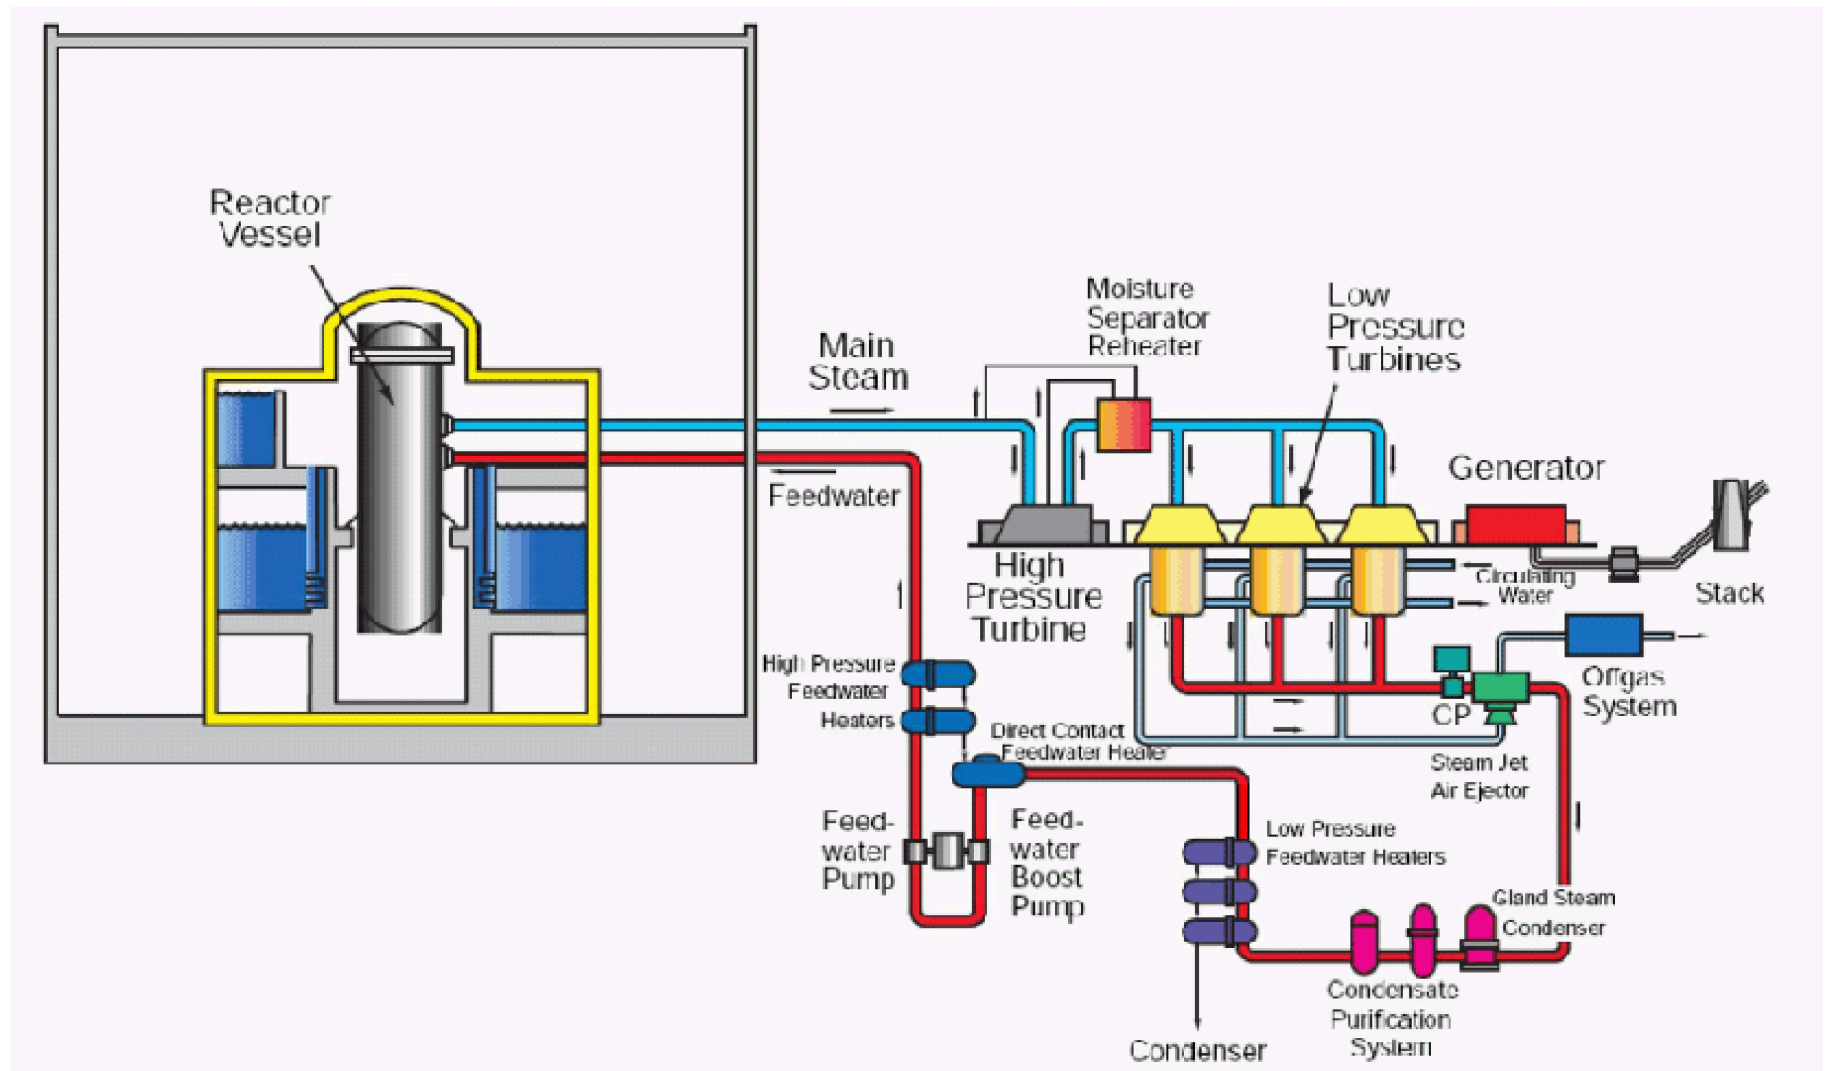 Reactor
Vessel
Main
Steam
Feedwater
Moisture
Separator
Reheater
Low
Pressure
Turbines
Generator
High
Pressure
Turbine
Circulating
Water
Stack
High Pressure
Feedwater
Heaters
Direct Contact
Feedwater Heater
CP
Offgas
System
Steam Jet
Air Ejector
Feed-
water
Pump
Feed-
water
Boost
Pump
Low Pressure
Feedwater Heaters
Gland Steam
Condenser
Condensate
Purification
System
Condenser